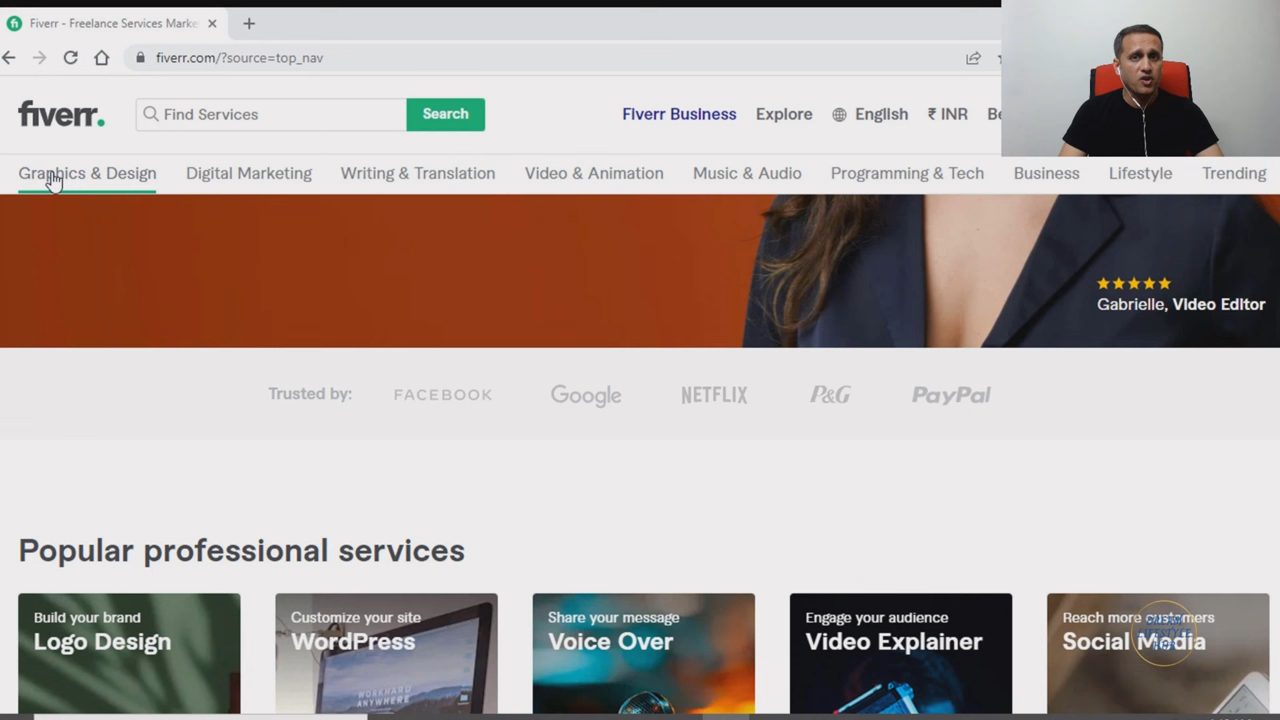 Fiverr - Freelance Services Marke
fiverr.com/?source=top_nav
fiverr.
Find Services
Search
Fiverr Business
Explore
English
₹ INR
Be
Graphics & Design
Digital Marketing
Writing & Translation
Video & Animation
Music & Audio
Programming & Tech
Business
Lifestyle
Trending
Gabrielle, Video Editor
Trusted by:
FACEBOOK
Google
NETFLIX
P&G
PayPal
Popular professional services
Build your brand
Logo Design
Customize your site
WordPress
WORKHARD
ANYWHERE
Share your message
Voice Over
Engage your audience
Video Explainer
Reach more customers
Social Media